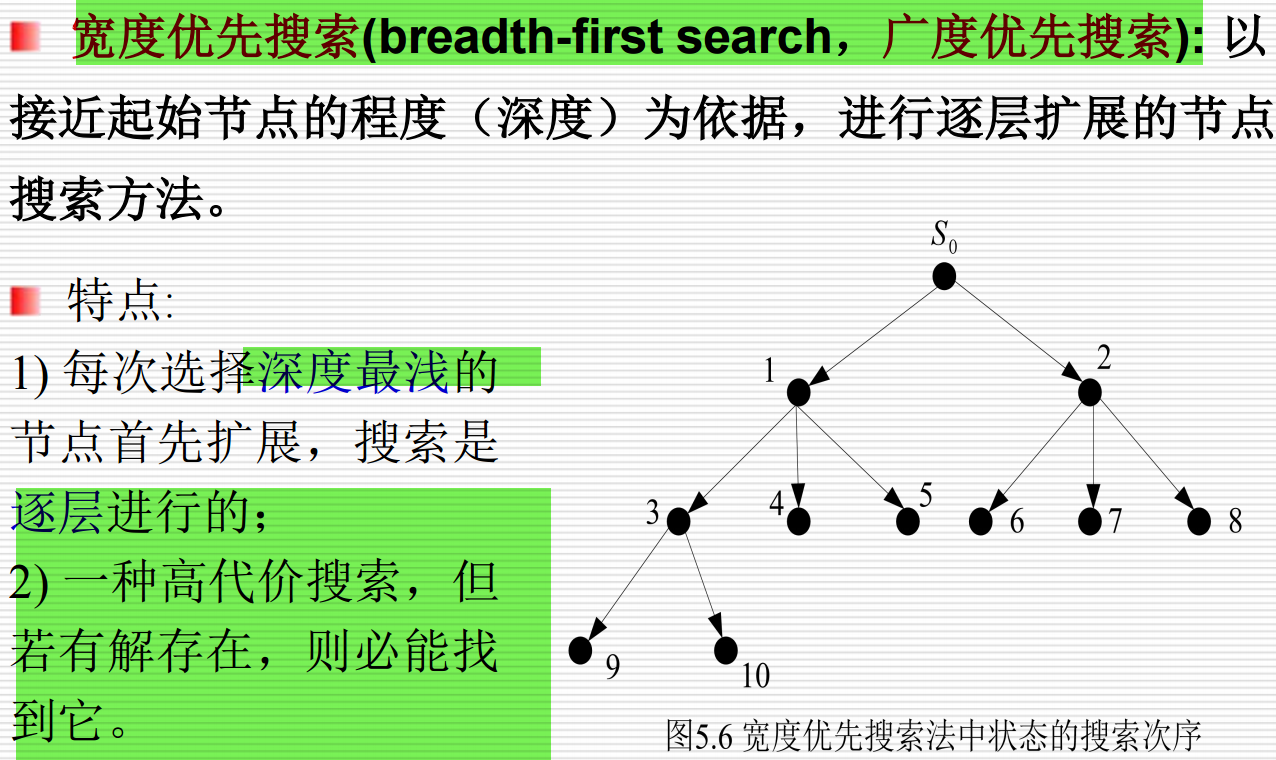 宽度优先搜索(breadth-first search，广度优先搜索): 以
接近起始节点的程度（深度）为依据，进行逐层扩展的节点
搜索方法。
特点:
1) 每次选择深度最浅的
节点首先扩展，搜索是
逐层进行的；
2) 一种高代价搜索，但
若有解存在，则必能找
到它。
S0
1
2
3
4
5
6
7
8
9
10
图5.6 宽度优先搜索法中状态的搜索次序